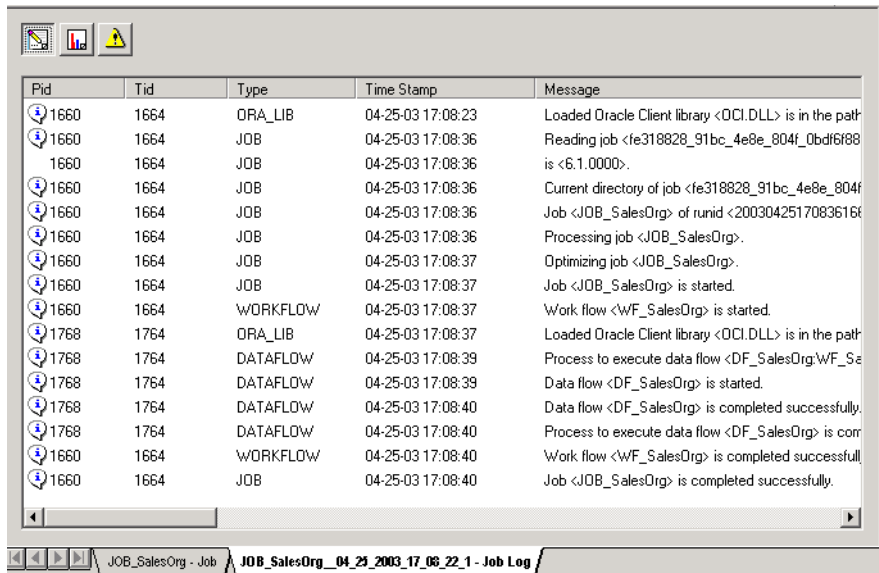 Pid Tid Type Time Stamp Message
1660 1664 ORA_LIB 04-25-03 17:08:23 Loaded Oracle Client library <OCI.DLL> is in the path
1660 1664 JOB 04-25-03 17:08:36 Reading job <fe318828_91bc_4e8e_804f_0bdf6f88
1660 1664 JOB 04-25-03 17:08:36 is <6.1.0000>.
1660 1664 JOB 04-25-03 17:08:36 Current directory of job <fe318828_91bc_4e8e_804f
1660 1664 JOB 04-25-03 17:08:36 Job <JOB_SalesOrg> of runid <2003042517083616
1660 1664 JOB 04-25-03 17:08:36 Processing job <JOB_SalesOrg>.
1660 1664 JOB 04-25-03 17:08:37 Optimizing job <JOB_SalesOrg>.
1660 1664 JOB 04-25-03 17:08:37 Job <JOB_SalesOrg> is started.
1660 1664 WORKFLOW 04-25-03 17:08:37 Work flow <WF_SalesOrg> is started.
1768 1764 ORA_LIB 04-25-03 17:08:37 Loaded Oracle Client library <OCI.DLL> is in the path
1768 1764 DATAFLOW 04-25-03 17:08:39 Process to execute data flow <DF_SalesOrg:WF_Sa
1768 1764 DATAFLOW 04-25-03 17:08:39 Data flow <DF_SalesOrg> is started.
1768 1764 DATAFLOW 04-25-03 17:08:40 Data flow <DF_SalesOrg> is completed successfully.
1768 1764 DATAFLOW 04-25-03 17:08:40 Process to execute data flow <DF_SalesOrg> is com
1660 1664 WORKFLOW 04-25-03 17:08:40 Work flow <WF_SalesOrg> is completed successfull
1660 1664 JOB 04-25-03 17:08:40 Job <JOB_SalesOrg> is completed successfully.
JOB_SalesOrg - Job JOB_SalesOrg__04_25_2003_17_08_22_1 - Job Log